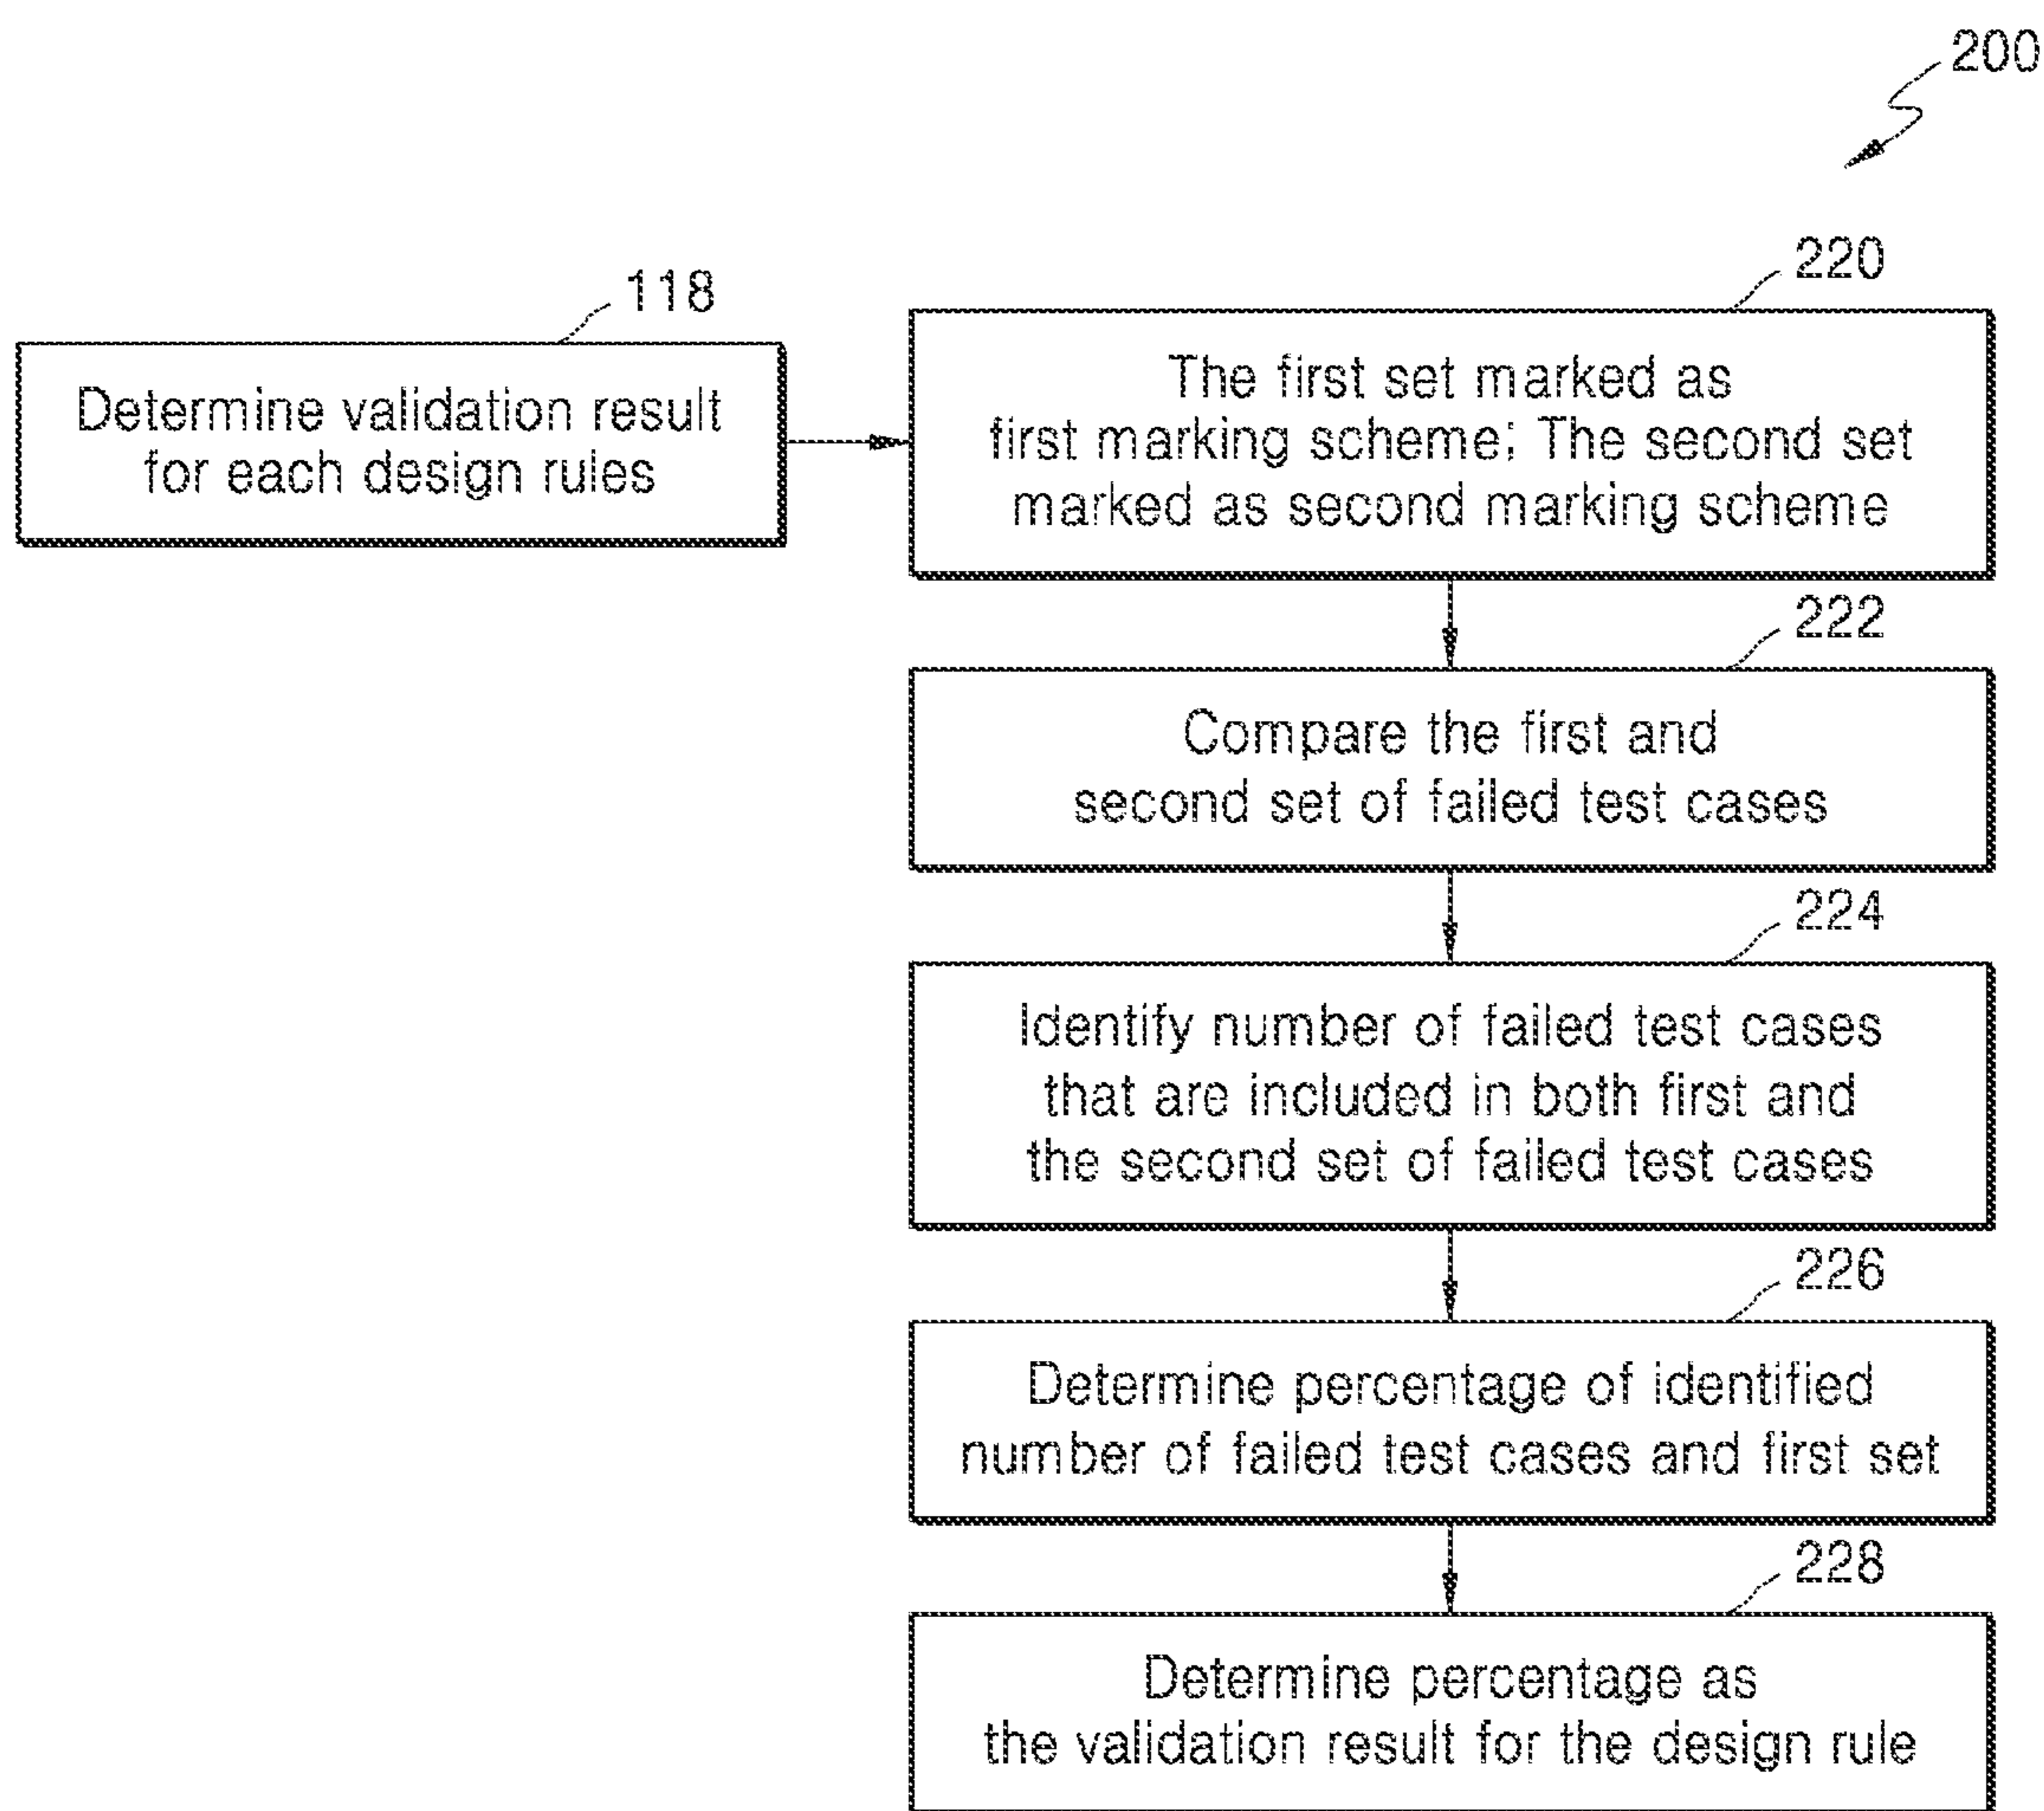 200
118
Determine validation result
for each design rules
220
The first set marked as
first marking scheme; The second set
marked as second marking scheme
222
Compare the first and
second set of failed test cases
224
Identify number of failed test cases
that are included in both first and
the second set of failed test cases
226
Determine percentage of identified
number of failed test cases and first set
228
Determine percentage as
the validation result for the design rule